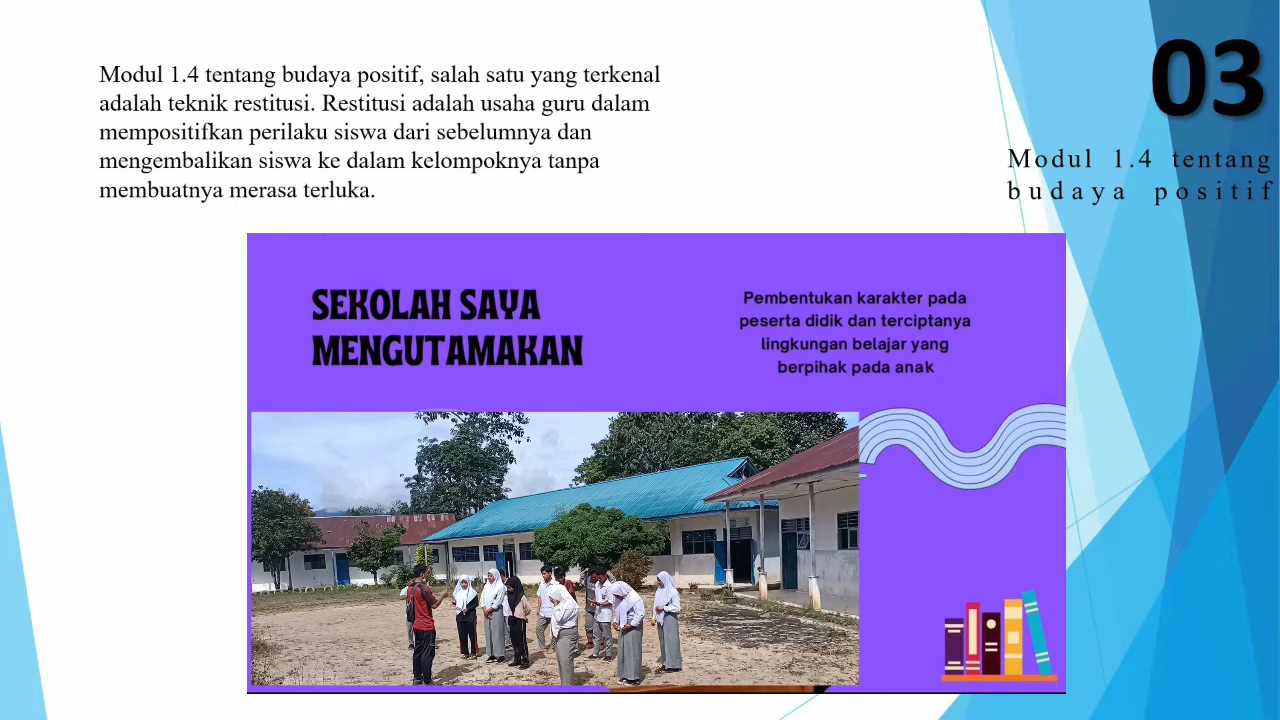 Modul 1.4 tentang budaya positif, salah satu yang terkenal
adalah teknik restitusi. Restitusi adalah usaha guru dalam
mempositifkan perilaku siswa dari sebelumnya dan
mengembalikan siswa ke dalam kelompoknya tanpa
membuatnya merasa terluka.
03
Modul 1.4 tentang
budaya positif
SEKOLAH SAYA
MENGUTAMAKAN
Pembentukan karakter pada
peserta didik dan terciptanya
lingkungan belajar yang
berpihak pada anak